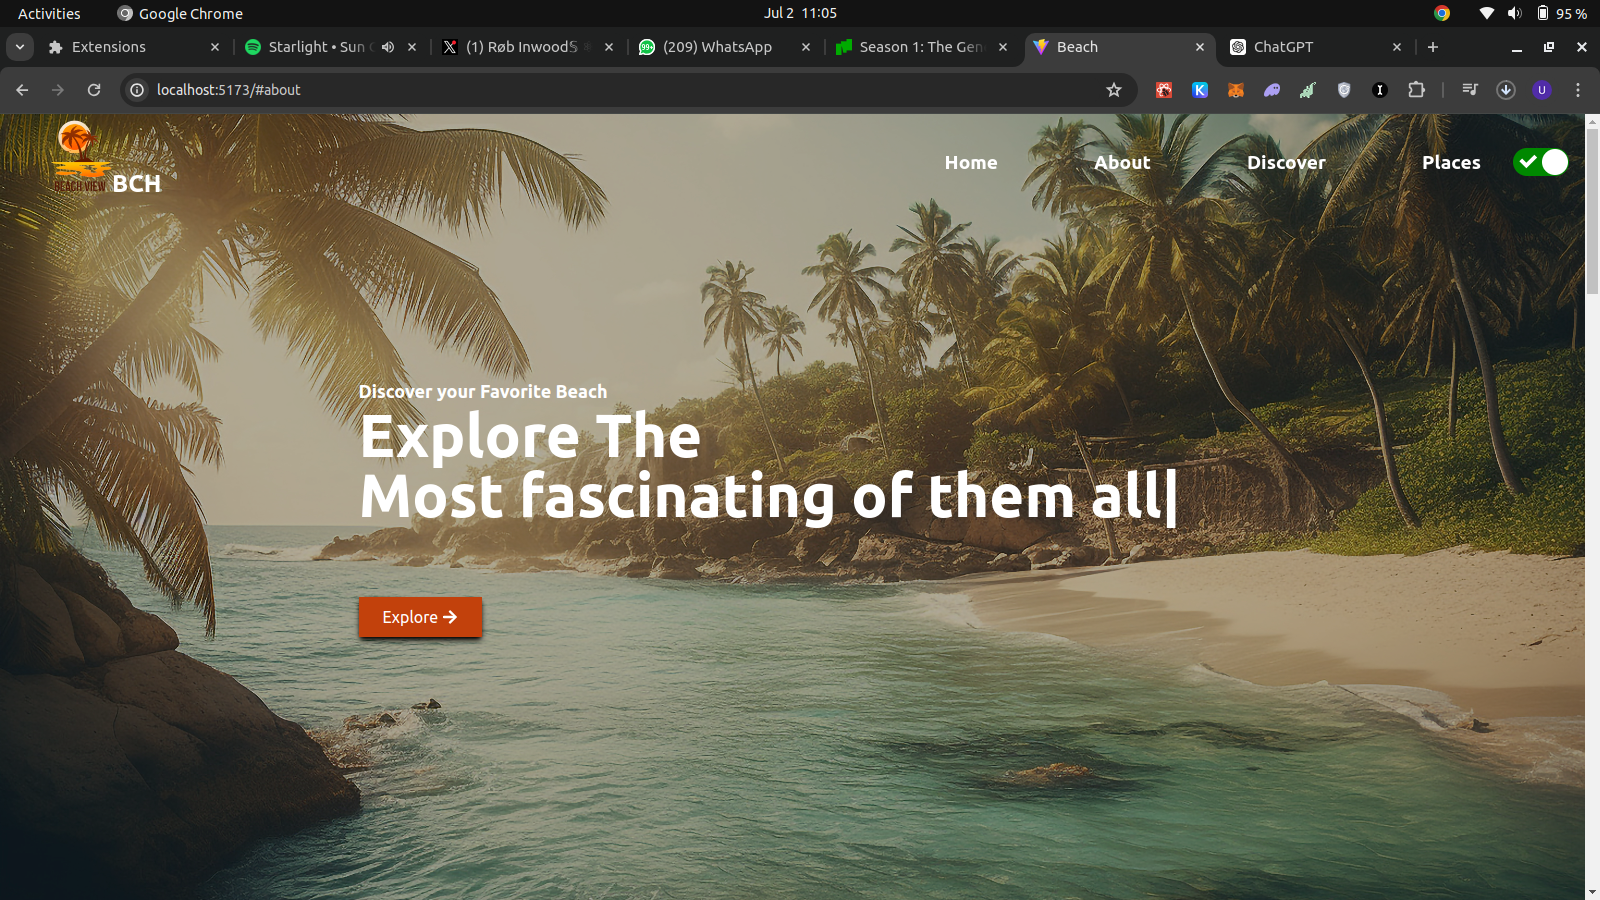 Activities
Google Chrome
Jul 2 11:05
95 %
Extensions
Starlight • Sun
(1) Røb Inwood
99+
(209) WhatsApp
Season 1: The Gen
Beach
ChatGPT
localhost:5173/#about
K
U
BEACH VIEW
BCH
Home
About
Discover
Places
Discover your Favorite Beach
Explore The
Most fascinating of them all|
Explore